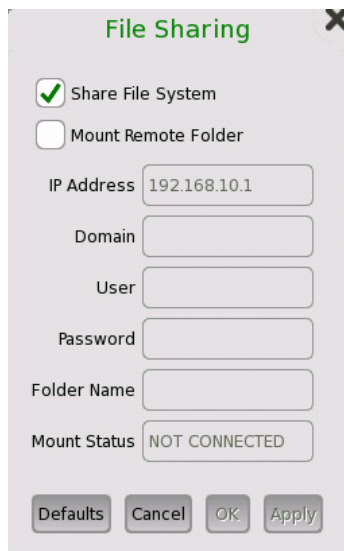 File Sharing
Share File System
Mount Remote Folder
IP Address 192.168.10.1
Domain
User
Password
Folder Name
Mount Status NOT CONNECTED
Defaults Cancel OK Apply